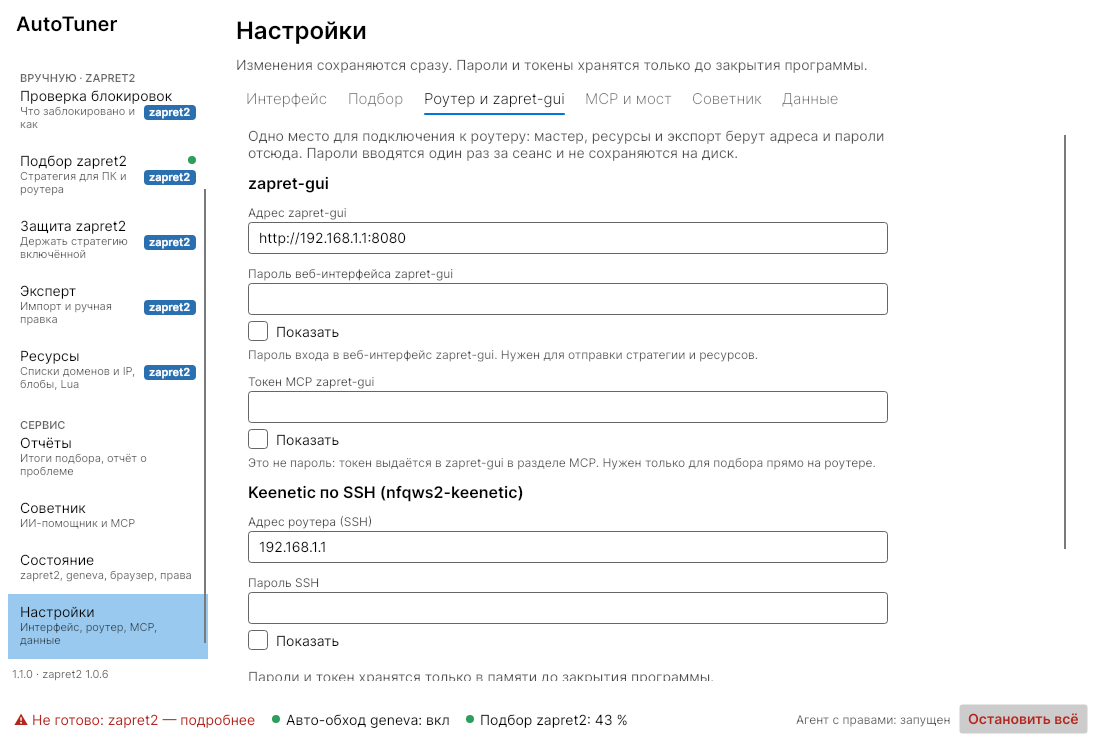 AutoTuner
ВРУЧНУЮ · ZAPRET2
Проверка блокировок
Что заблокировано и как
zapret2
Подбор zapret2
Стратегия для ПК и роутера
zapret2
Защита zapret2
Держать стратегию включённой
zapret2
Эксперт
Импорт и ручная правка
zapret2
Ресурсы
Списки доменов и IP, блобы, Lua
zapret2
СЕРВИС
Отчёты
Итоги подбора, отчёт о проблеме
Советник
ИИ-помощник и MCP
Состояние
zapret2, geneva, браузер, права
Настройки
Интерфейс, роутер, MCP, данные
1.1.0 · zapret2 1.0.6
Настройки
Изменения сохраняются сразу. Пароли и токены хранятся только до закрытия программы.
Интерфейс Подбор Роутер и zapret-gui MCP и мост Советник Данные
Одно место для подключения к роутеру: мастер, ресурсы и экспорт берут адреса и пароли
отсюда. Пароли вводятся один раз за сеанс и не сохраняются на диск.
zapret-gui
Адрес zapret-gui
http://192.168.1.1:8080
Пароль веб-интерфейса zapret-gui
Показать
Пароль входа в веб-интерфейс zapret-gui. Нужен для отправки стратегии и ресурсов.
Токен MCP zapret-gui
Показать
Это не пароль: токен выдаётся в zapret-gui в разделе MCP. Нужен только для подбора прямо на роутере.
Keenetic по SSH (nfqws2-keenetic)
Адрес роутера (SSH)
192.168.1.1
Пароль SSH
Показать
Пароли и токен хранятся только в памяти до закрытия программы.
Не готово: zapret2 — подробнее Авто-обход geneva: вкл Подбор zapret2: 43 % Агент с правами: запущен Остановить всё